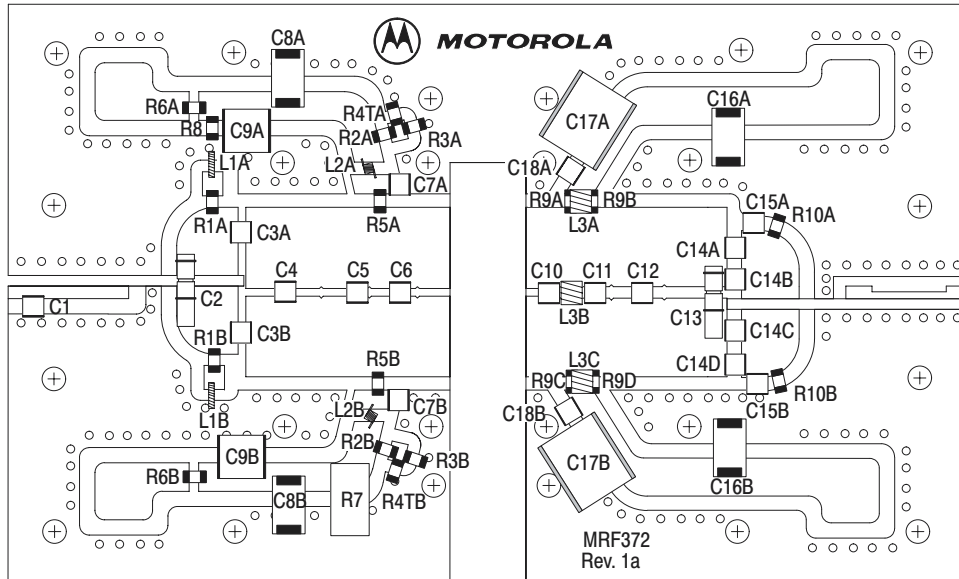 C8A
MOTOROLA
R6A
R8
C9A
R4TA
R2A
R3A
C17A
C16A
L1A
L2A
C7A
C18A
R1A
R5A
R9A
R9B
L3A
C15A
R10A
C3A
C14A
C4
C5
C6
C10
C11
C12
C14B
C1
C2
L3B
C13
C3B
C14C
R1B
R5B
L3C
C14D
R9C
R9D
R10B
L1B
L2B
C7B
C18B
C15B
R2B
C9B
R3B
C17B
R6B
C8B
R7
R4TB
C16B
MRF372
Rev. 1a